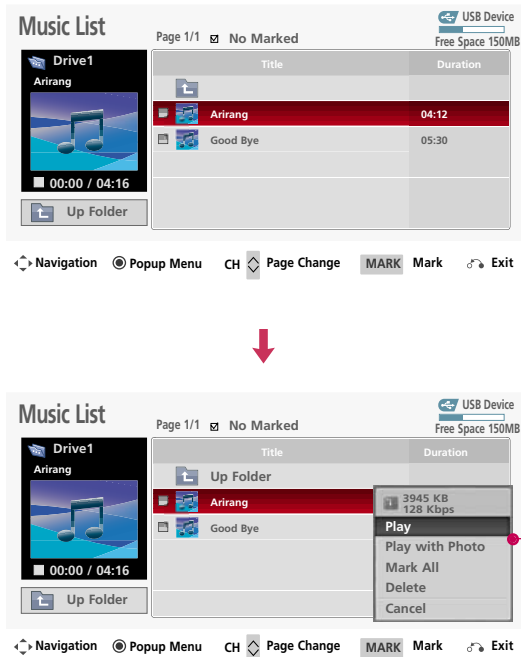 Music List
Page 1/1 No Marked
USB Device
Free Space 150MB
Drive1
Arirang
00:00 / 04:16
Up Folder
Title Duration
Arirang 04:12
Good Bye 05:30
Navigation Popup Menu CH Page Change MARK Mark Exit
Music List
Page 1/1 No Marked
USB Device
Free Space 150MB
Drive1
Arirang
00:00 / 04:16
Up Folder
Title Duration
Up Folder
Arirang
Good Bye
3945 KB
128 Kbps
Play
Play with Photo
Mark All
Delete
Cancel
Navigation Popup Menu CH Page Change MARK Mark Exit